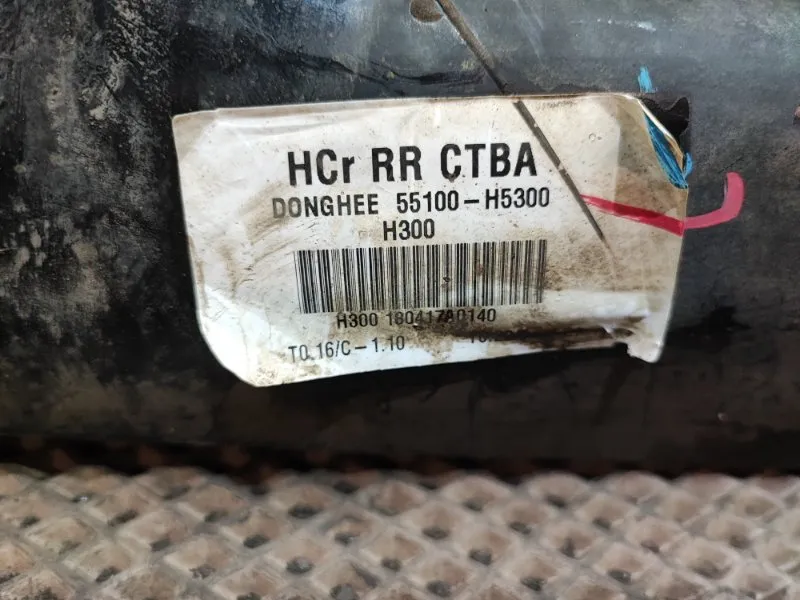 HCr RR CTBA
DONGHEE 55100-H5300
H300
H300 180417A0140
T0.16/C-1.10